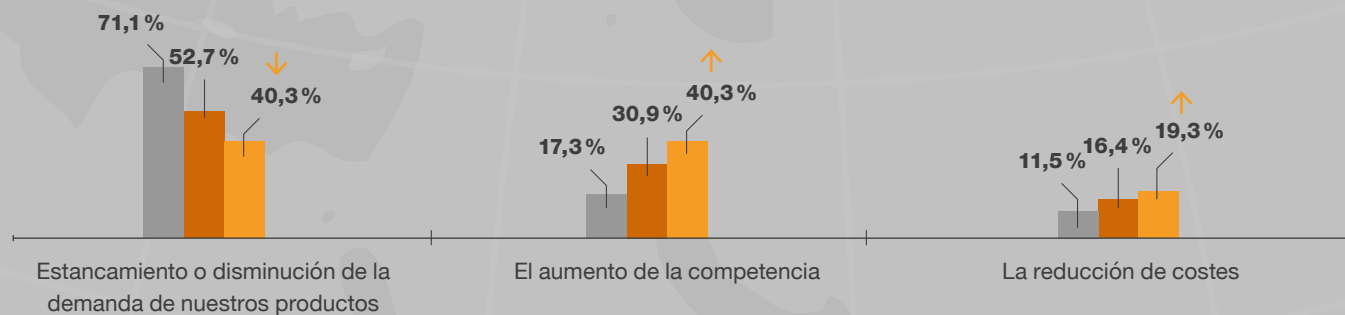 71,1 %
52,7 %
40,3 %
Estancamiento o disminución de la
demanda de nuestros productos
17,3 %
30,9 %
40,3 %
El aumento de la competencia
11,5 %
16,4 %
19,3 %
La reducción de costes